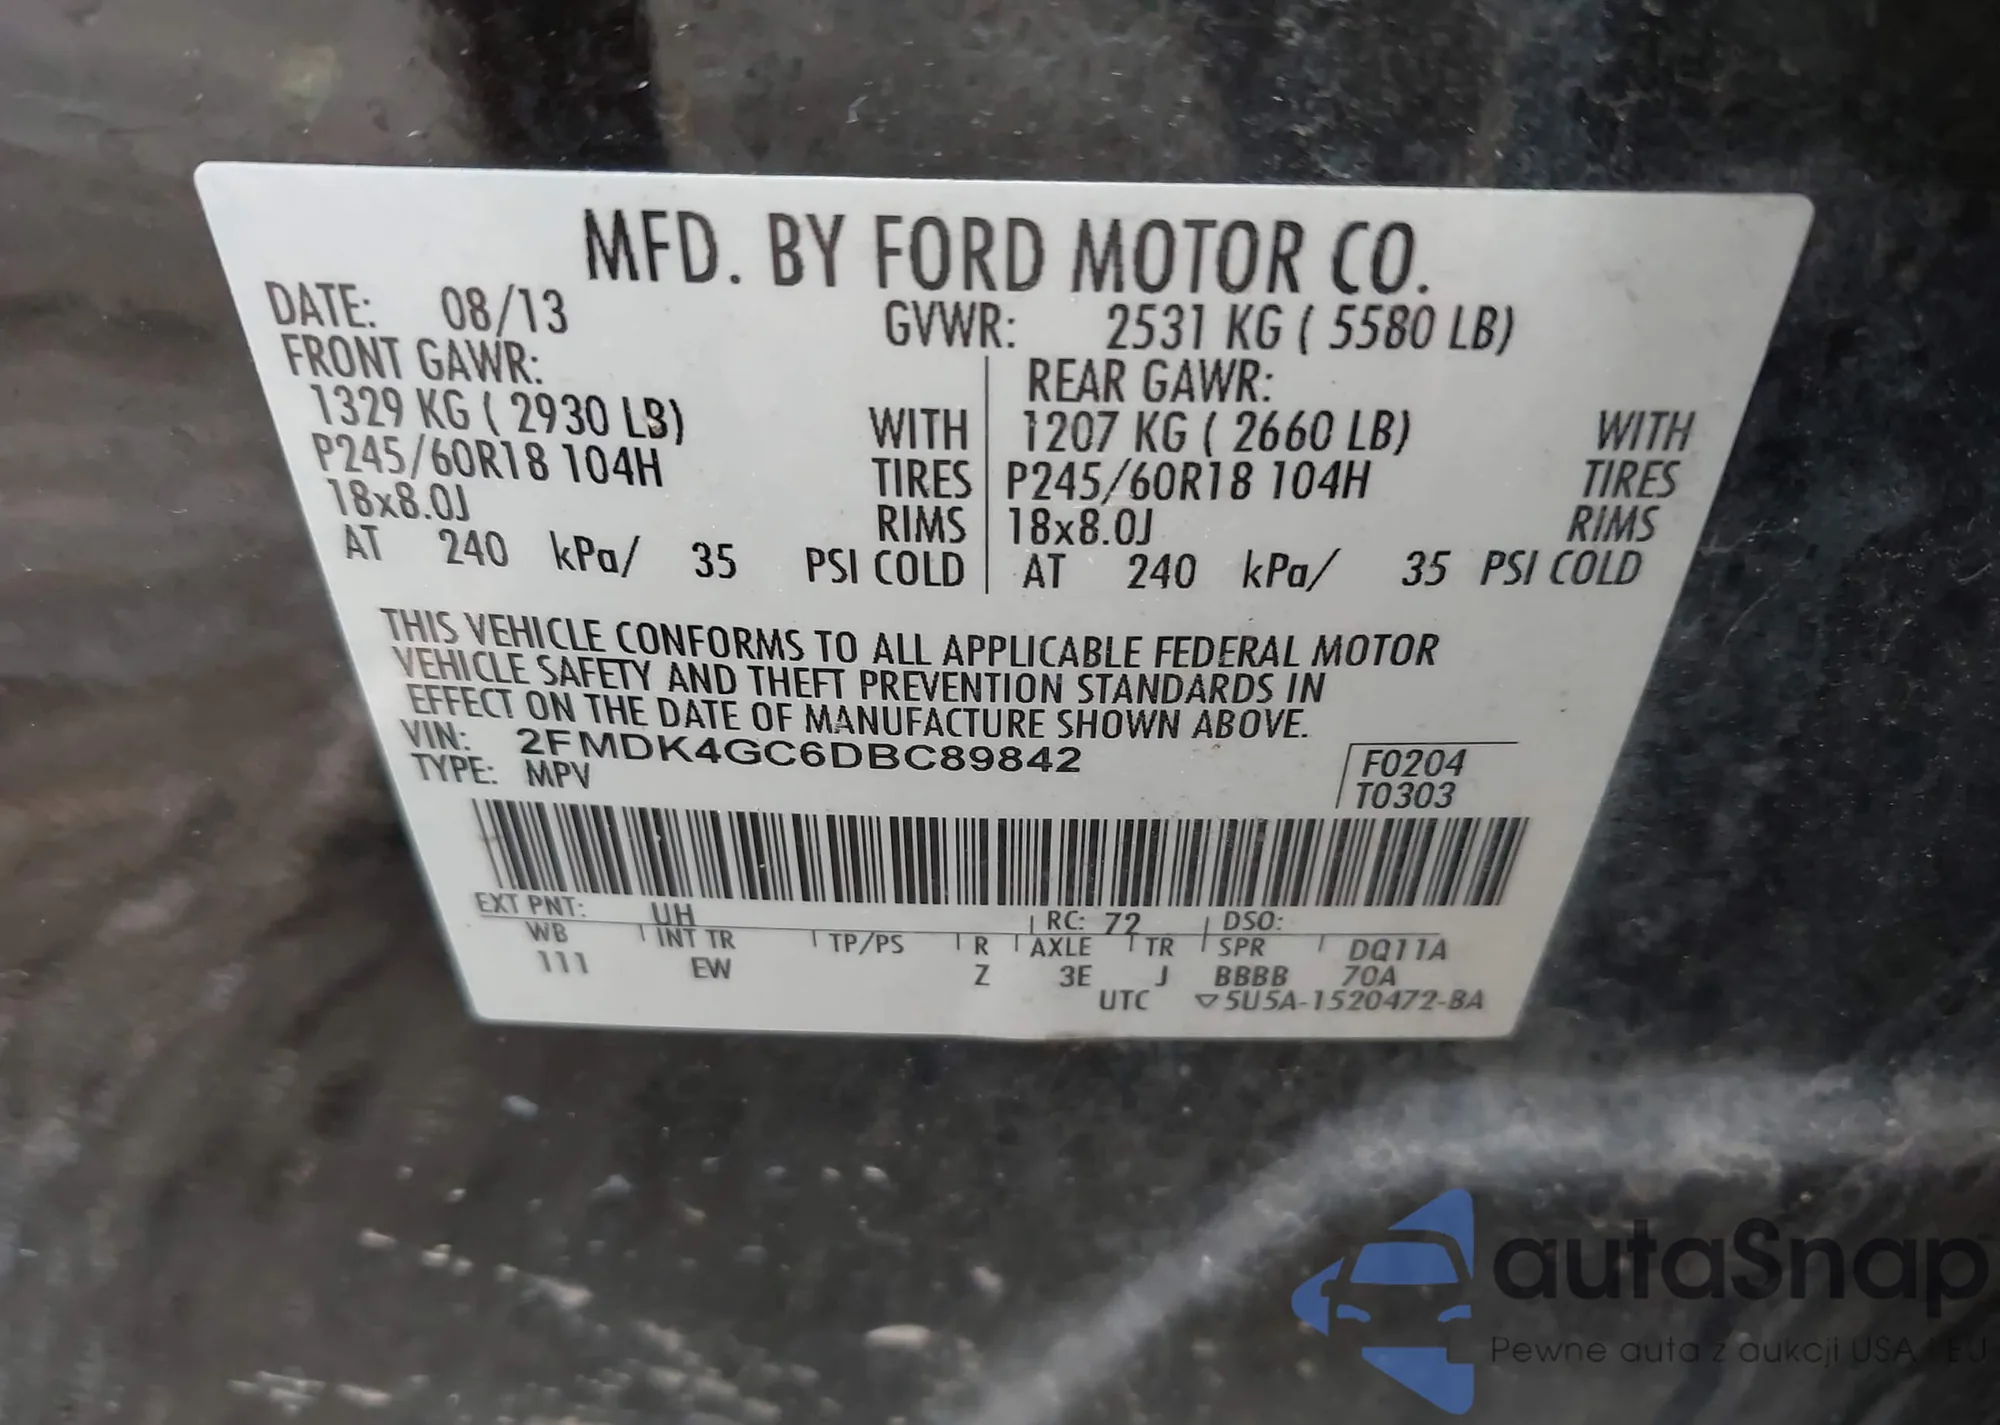 MFD. BY FORD MOTOR CO.
DATE: 08/13 GVWR: 2531 KG ( 5580 LB)
FRONT GAWR: REAR GAWR:
1329 KG ( 2930 LB) WITH 1207 KG ( 2660 LB) WITH
P245/60R18 104H TIRES P245/60R18 104H TIRES
18x8.0J RIMS 18x8.0J RIMS
AT 240 kPa/ 35 PSI COLD AT 240 kPa/ 35 PSI COLD
THIS VEHICLE CONFORMS TO ALL APPLICABLE FEDERAL MOTOR
VEHICLE SAFETY AND THEFT PREVENTION STANDARDS IN
EFFECT ON THE DATE OF MANUFACTURE SHOWN ABOVE.
VIN: 2FMDK4GC6DBC89842 F0204
TYPE: MPV T0303
EXT PNT: UH RC: 72 DSO:
WB INT TR TP/PS R AXLE TR SPR DQ11A
111 EW Z 3E J BBBB 70A
UTC ▽5U5A-1520472-BA
autaSnap
Pewne auta z aukcji USA i EU